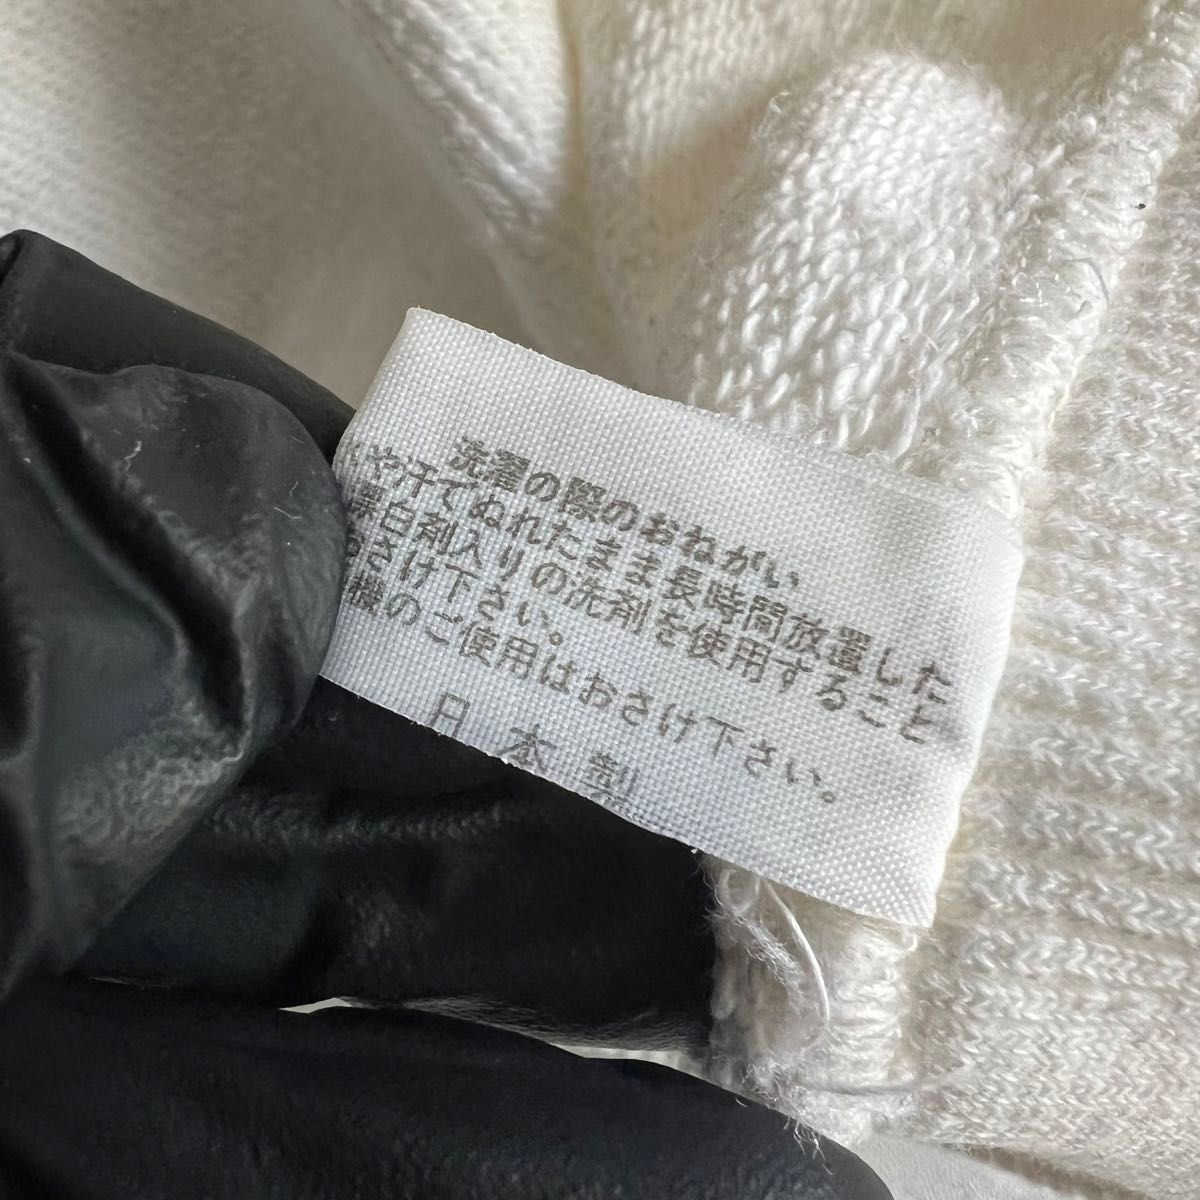 洗濯の際のおねがい
や汗でぬれたまま長時間放置した
漂白剤入りの洗剤を使用すること
さけ下さい。
機のご使用はおさけ下さい。
日本製